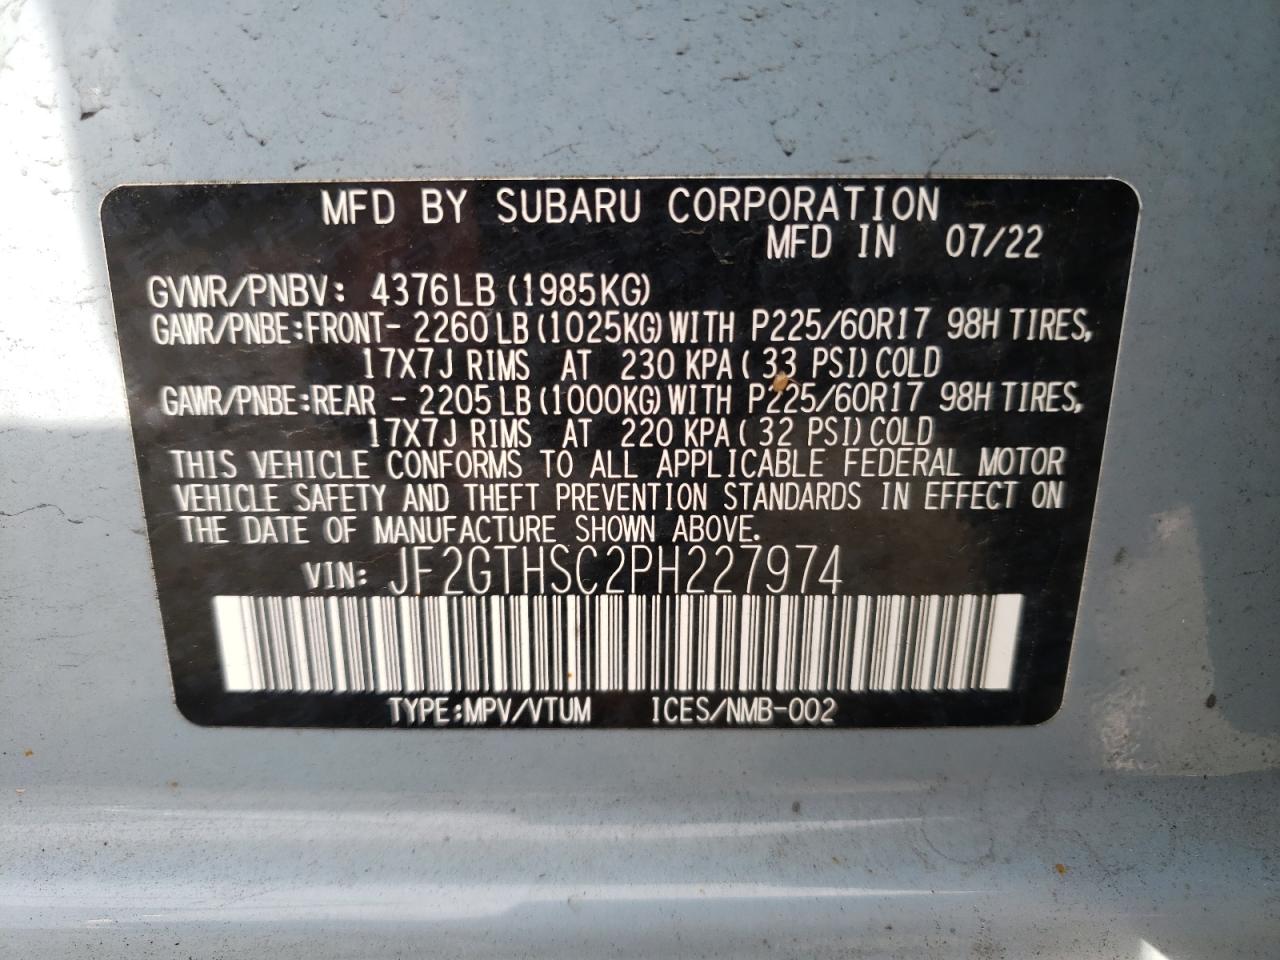 MFD BY SUBARU CORPORATION
MFD IN 07/22
GVWR/PNBV: 4376LB (1985KG)
GAWR/PNBE:FRONT- 2260LB (1025KG) WITH P225/60R17 98H TIRES,
17X7J RIMS AT 230 KPA( 33 PSI) COLD
GAWR/PNBE:REAR - 2205LB (1000KG) WITH P225/60R17 98H TIRES,
17X7J RIMS AT 220 KPA( 32 PSI) COLD
THIS VEHICLE CONFORMS TO ALL APPLICABLE FEDERAL MOTOR
VEHICLE SAFETY AND THEFT PREVENTION STANDARDS IN EFFECT ON
THE DATE OF MANUFACTURE SHOWN ABOVE.
VIN: JF2GTHSC2PH227974
TYPE:MPV/VTUM ICES/NMB-002